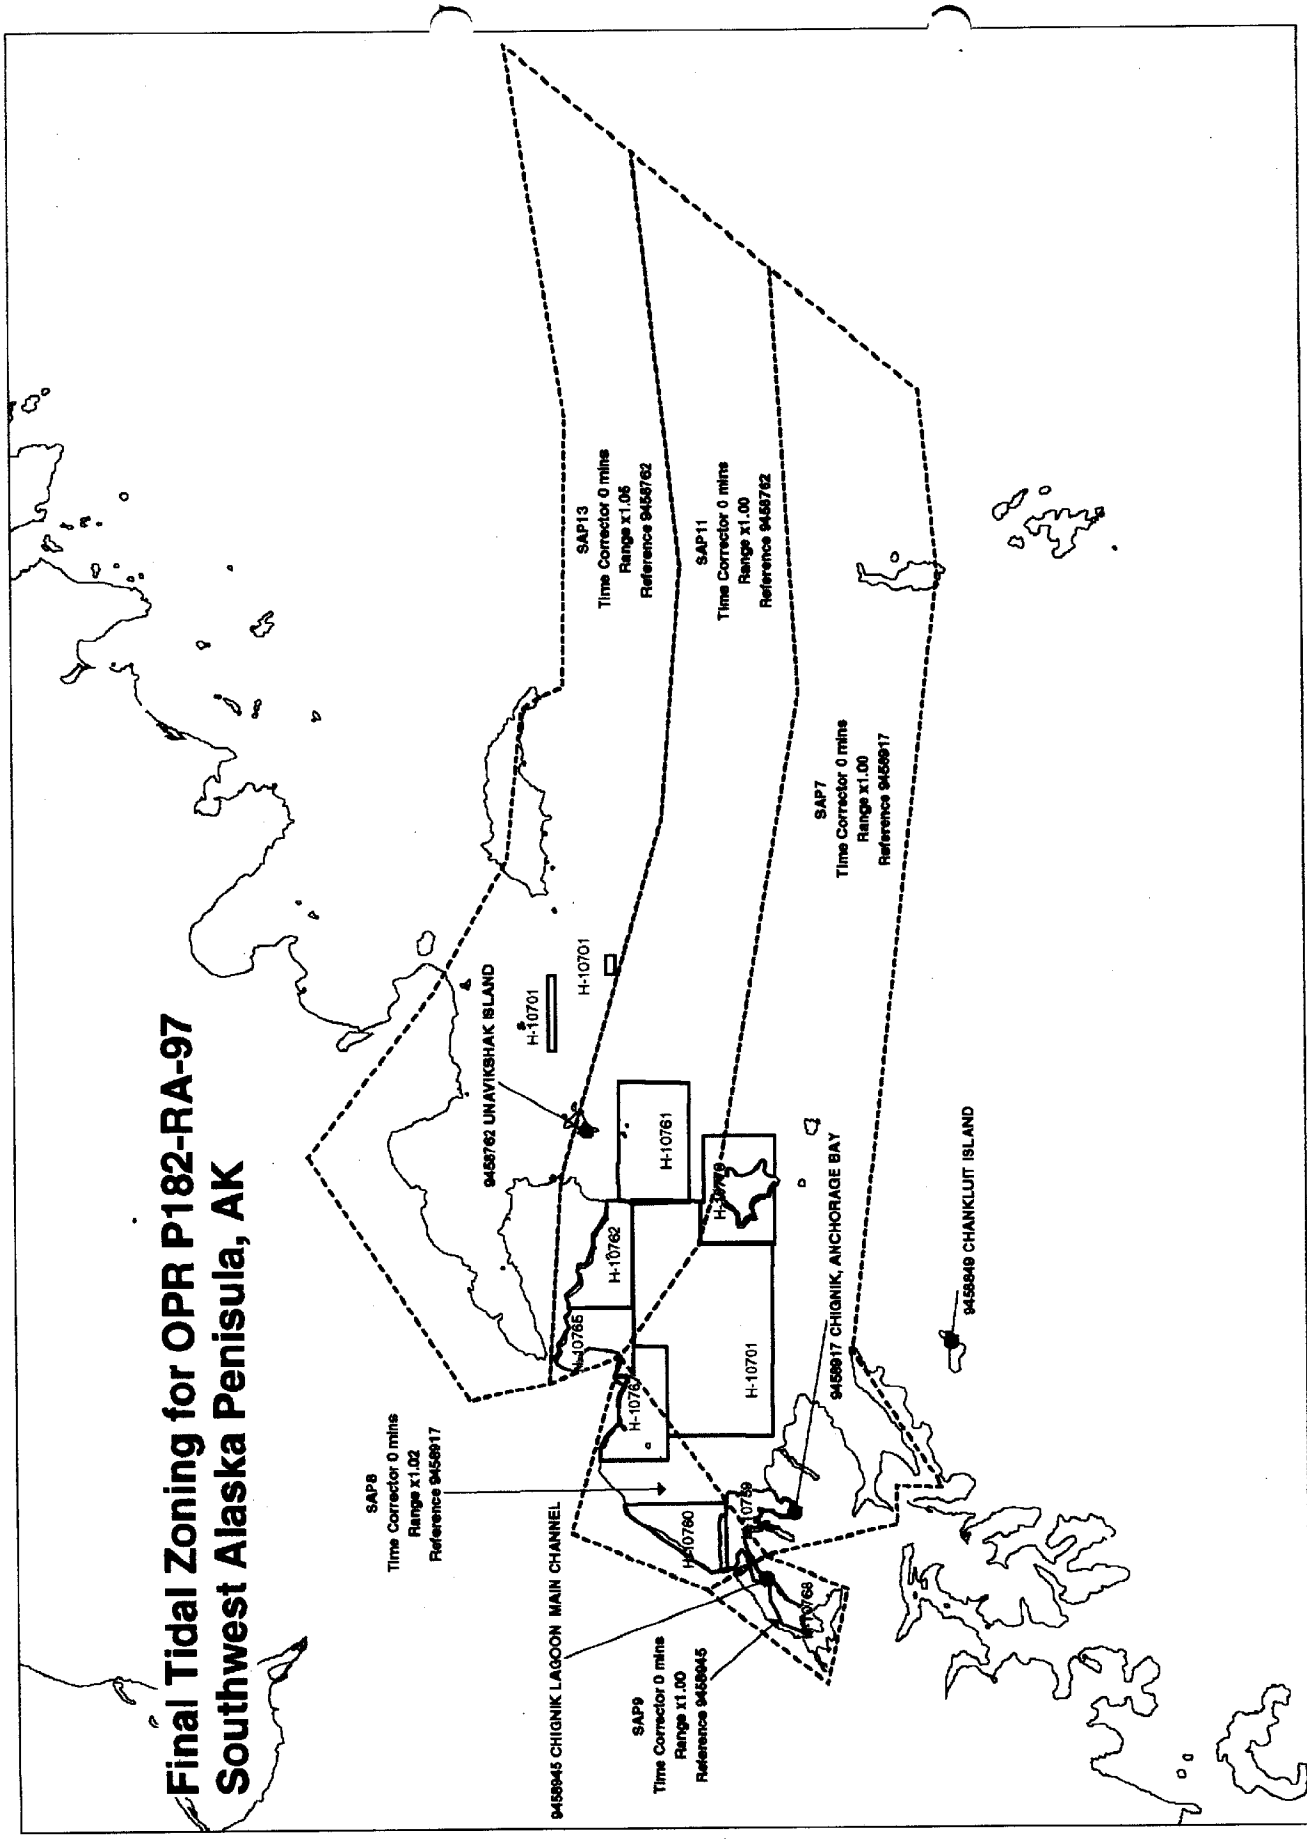 Final Tidal Zoning for OPR P182-RA-97
Southwest Alaska Penisula, AK
SAP13
Time Corrector 0 mins
Range x1.05
Reference 9458762
SAP11
Time Corrector 0 mins
Range x1.00
Reference 9458762
SAP7
Time Corrector 0 mins
Range x1.00
Reference 9458917
SAP8
Time Corrector 0 mins
Range x1.02
Reference 9458917
SAP9
Time Corrector 0 mins
Range x1.00
Reference 9458945
9458762 UNAVIKSHAK ISLAND
H-10701
H-10701
H-10761
H-10762
H-10765
H-10701
H-10760
H-10759
H-10768
9458917 CHIGNIK, ANCHORAGE BAY
9458849 CHANKLUIT ISLAND
9458945 CHIGNIK LAGOON MAIN CHANNEL